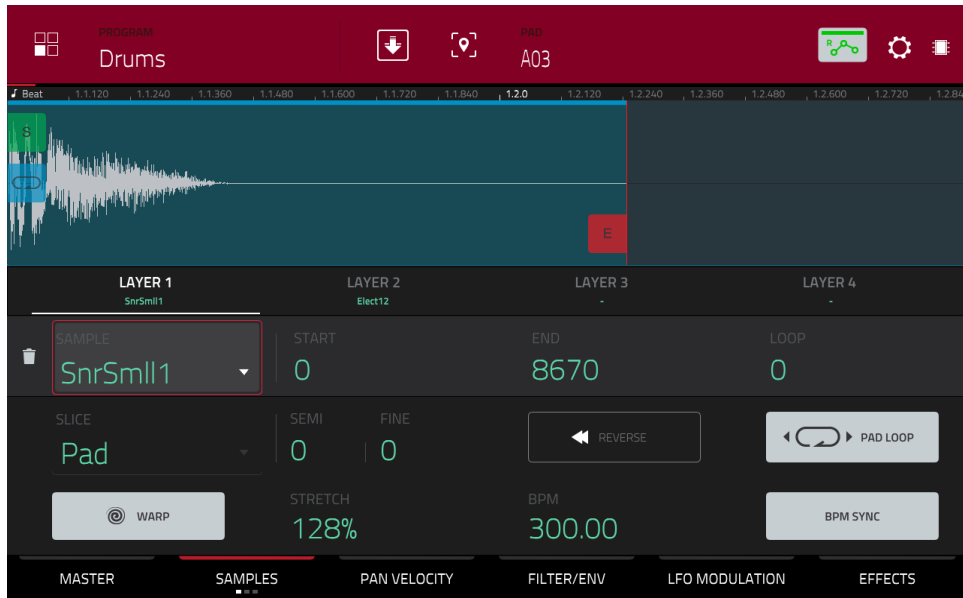 PROGRAM
Drums
PAD
A03
R
Beat 1.1.120 1.1.240 1.1.360 1.1.480 1.1.600 1.1.720 1.1.840 1.2.0 1.2.120 1.2.240 1.2.360 1.2.480 1.2.600 1.2.720 1.2.84
S
E
LAYER 1 LAYER 2 LAYER 3 LAYER 4
SnrSmll1 Elect12 - -
SAMPLE START END LOOP
SnrSmll1 0 8670 0
SLICE SEMI FINE
Pad 0 0
REVERSE PAD LOOP
WARP
STRETCH BPM
128% 300.00
BPM SYNC
MASTER SAMPLES PAN VELOCITY FILTER/ENV LFO MODULATION EFFECTS